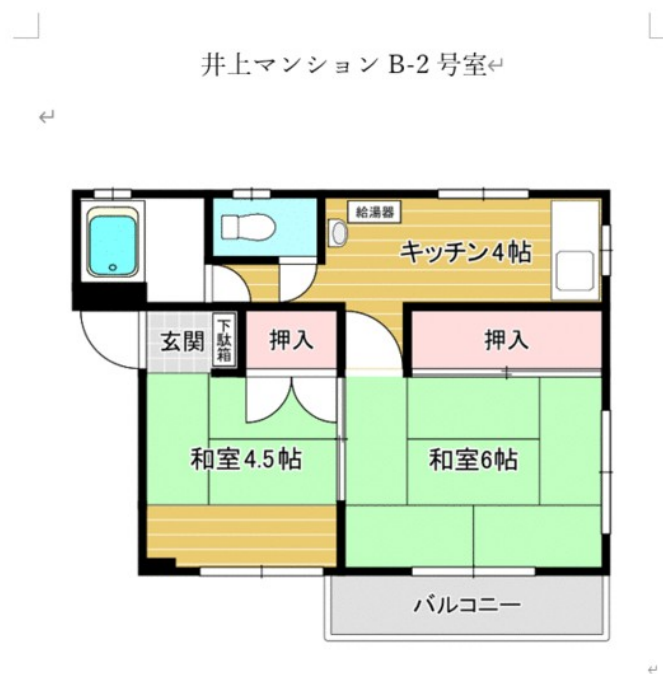 井上マンション B-2 号室
給湯器
キッチン4帖
玄関
下駄箱
押入
押入
和室4.5帖
和室6帖
バルコニー